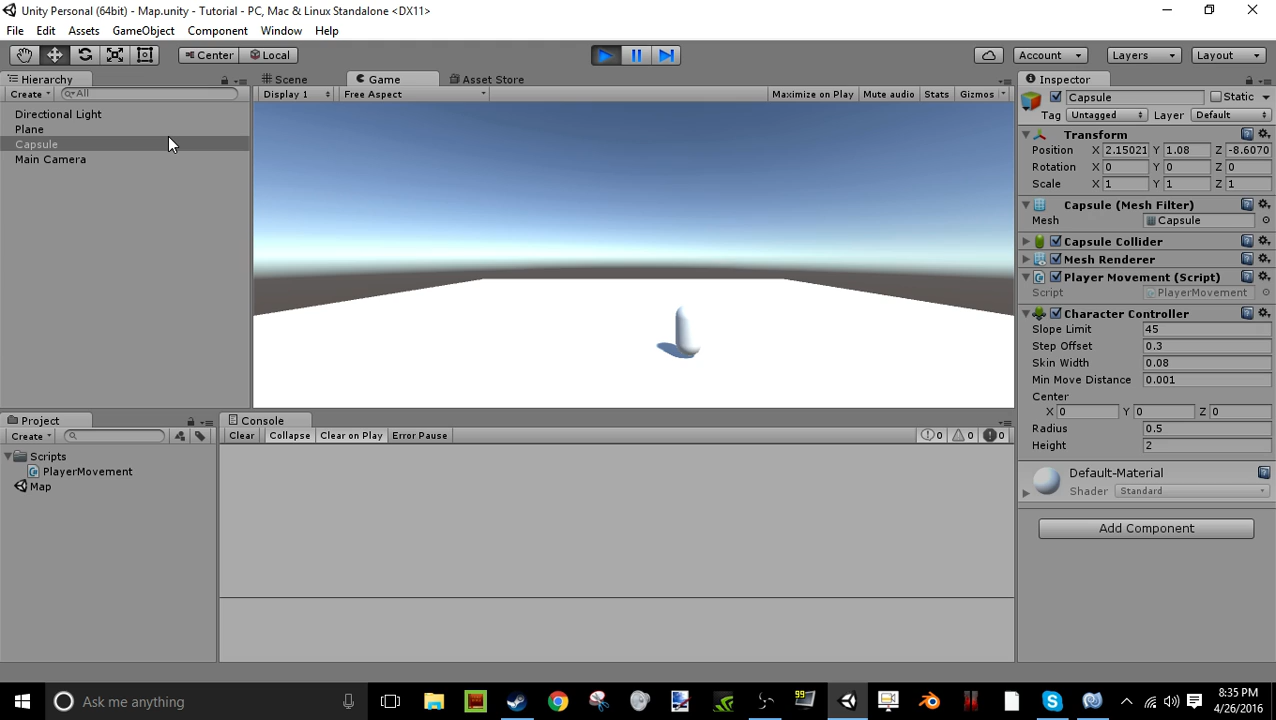 Unity Personal (64bit) - Map.unity - Tutorial - PC, Mac & Linux Standalone <DX11>
File Edit Assets GameObject Component Window Help
Center Local Account Layers Layout
Hierarchy Scene Game Asset Store Inspector
Create All Display 1 Free Aspect Maximize on Play Mute audio Stats Gizmos Capsule Static
Tag Untagged Layer Default
Directional Light
Plane
Capsule
Main Camera
Transform
Position X 2.15021 Y 1.08 Z -8.6070
Rotation X 0 Y 0 Z 0
Scale X 1 Y 1 Z 1
Capsule (Mesh Filter)
Mesh Capsule
Capsule Collider
Mesh Renderer
Player Movement (Script)
Script PlayerMovement
Character Controller
Slope Limit 45
Step Offset 0.3
Skin Width 0.08
Min Move Distance 0.001
Center
X 0 Y 0 Z 0
Radius 0.5
Height 2
Default-Material
Shader Standard
Add Component
Project Console
Create Clear Collapse Clear on Play Error Pause 0 0 0
Scripts
PlayerMovement
Map
Ask me anything 99 8:35 PM
4/26/2016